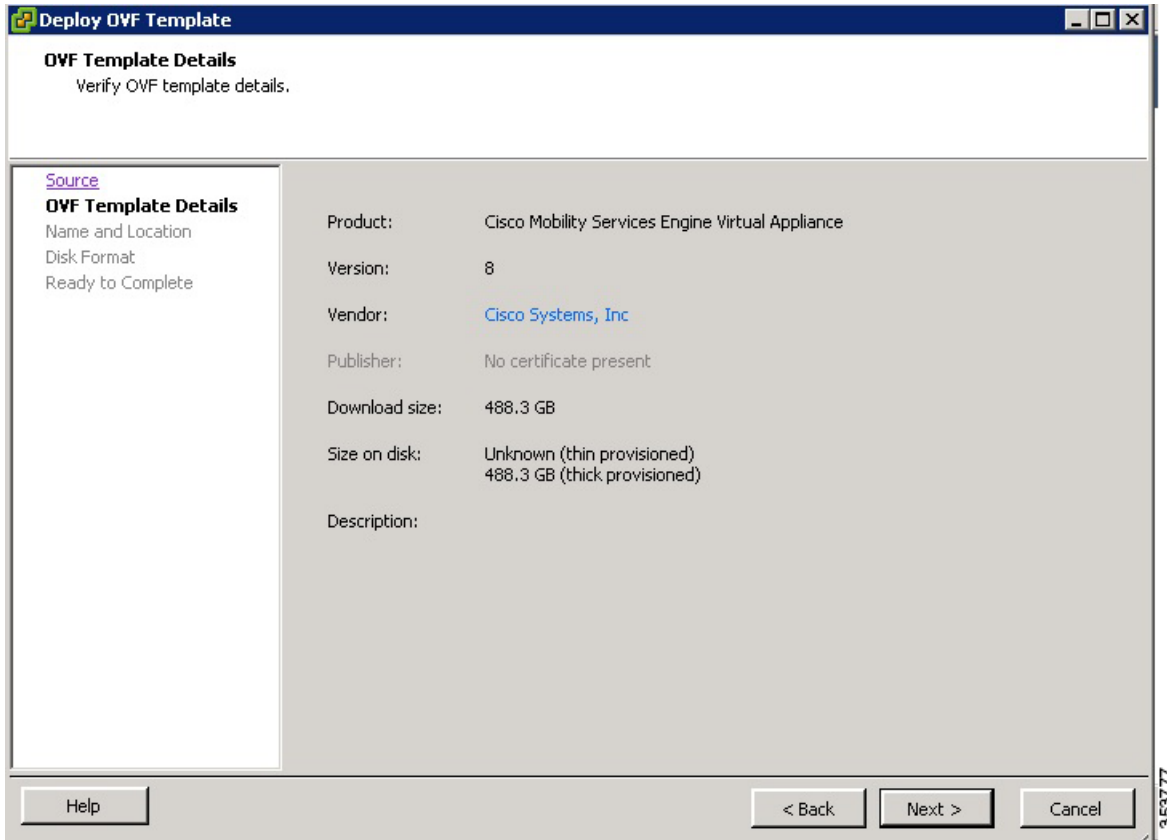 Deploy OVF Template
OVF Template Details
Verify OVF template details.
Source
OVF Template Details
Name and Location
Disk Format
Ready to Complete
Product: Cisco Mobility Services Engine Virtual Appliance
Version: 8
Vendor: Cisco Systems, Inc
Publisher: No certificate present
Download size: 488.3 GB
Size on disk: Unknown (thin provisioned)
488.3 GB (thick provisioned)
Description:
Help
< Back
Next >
Cancel
353777